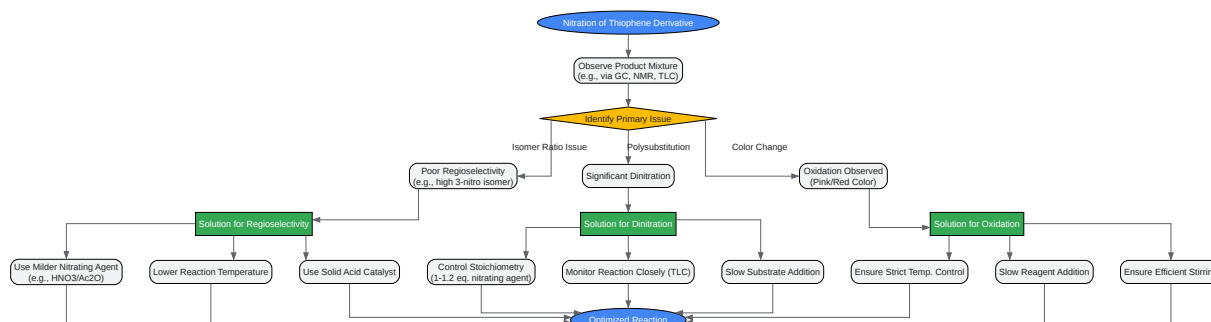 Nitration of Thiophene Derivative
Observe Product Mixture
(e.g., via GC, NMR, TLC)
Identify Primary Issue
Isomer Ratio Issue
Polysubstitution
Color Change
Poor Regioselectivity
(e.g., high 3-nitro isomer)
Significant Dinitration
Oxidation Observed
(Pink/Red Color)
Solution for Regioselectivity
Solution for Dinitration
Solution for Oxidation
Use Milder Nitrating Agent
(e.g., HNO3/Ac2O)
Lower Reaction Temperature
Use Solid Acid Catalyst
Control Stoichiometry
(1-1.2 eq. nitrating agent)
Monitor Reaction Closely (TLC)
Slow Substrate Addition
Ensure Strict Temp. Control
Slow Reagent Addition
Ensure Efficient Stirrin
Optimized Reaction